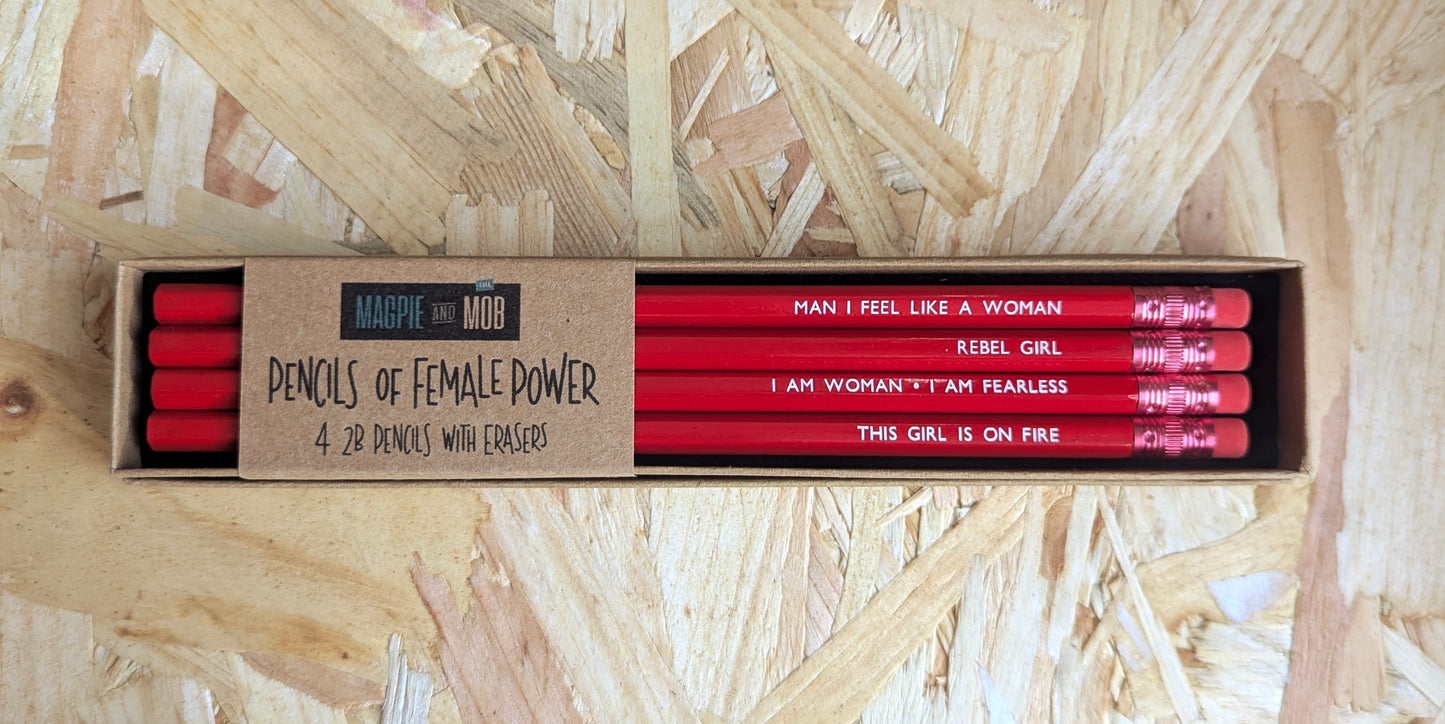 MAGPIE AND THE MOB
PENCILS OF FEMALE POWER
4 2B PENCILS WITH ERASERS
MAN I FEEL LIKE A WOMAN
REBEL GIRL
I AM WOMAN • I AM FEARLESS
THIS GIRL IS ON FIRE